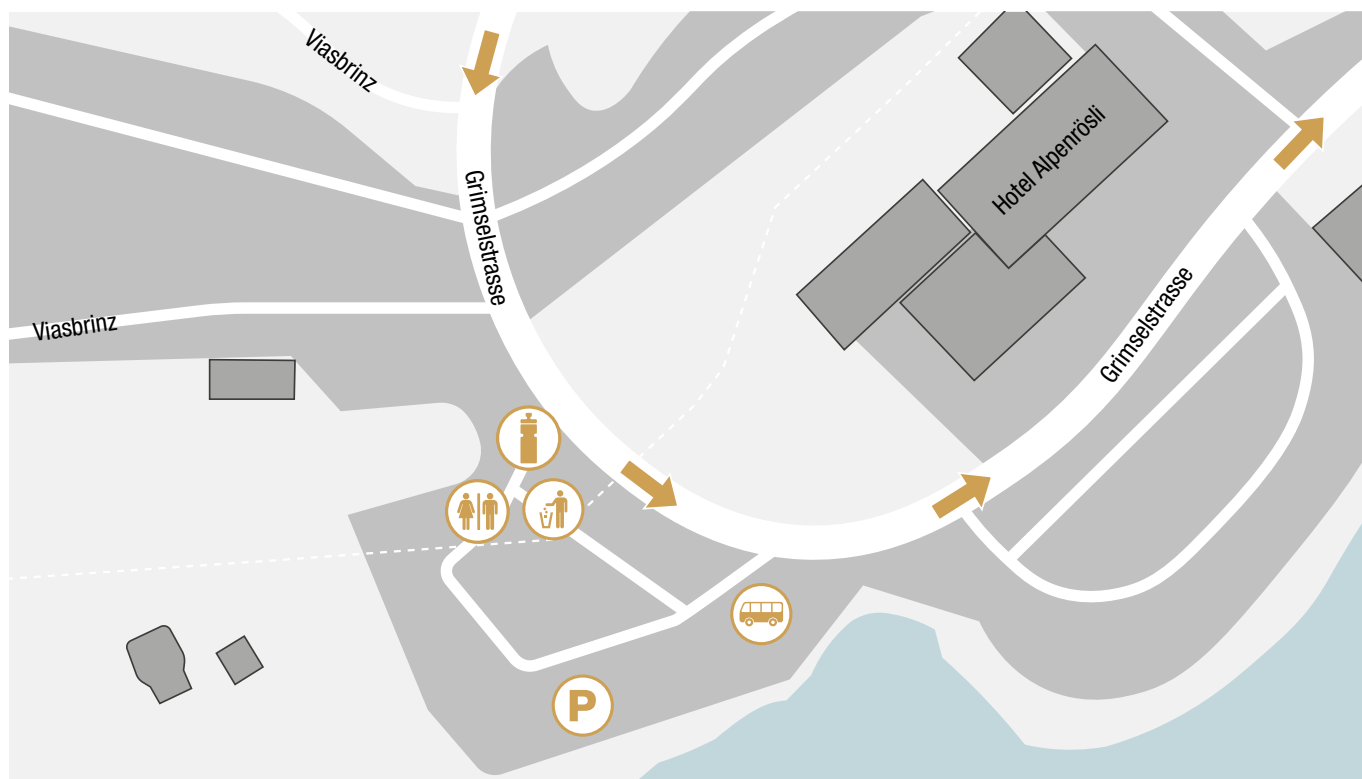 Viasbrinz
Hotel Alpenrösli
Grimselstrasse
Viasbrinz
Grimselstrasse
P